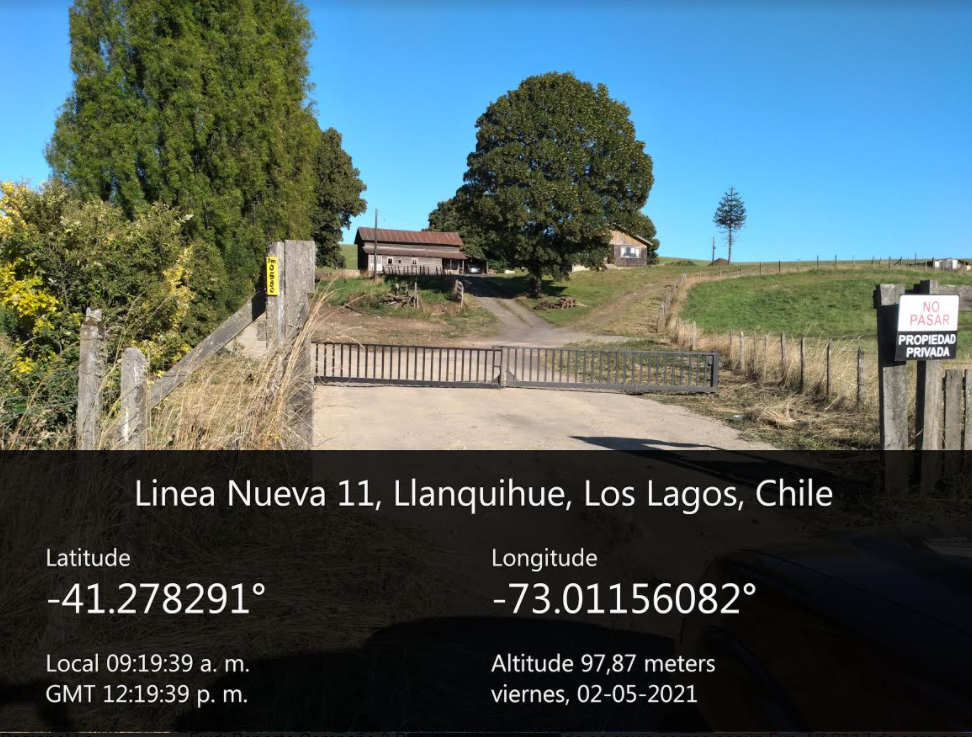 NO
PASAR
PROPIEDAD
PRIVADA
Linea Nueva 11, Llanquihue, Los Lagos, Chile
Latitude
-41.278291°
Longitude
-73.01156082°
Local 09:19:39 a. m.
GMT 12:19:39 p. m.
Altitude 97,87 meters
viernes, 02-05-2021